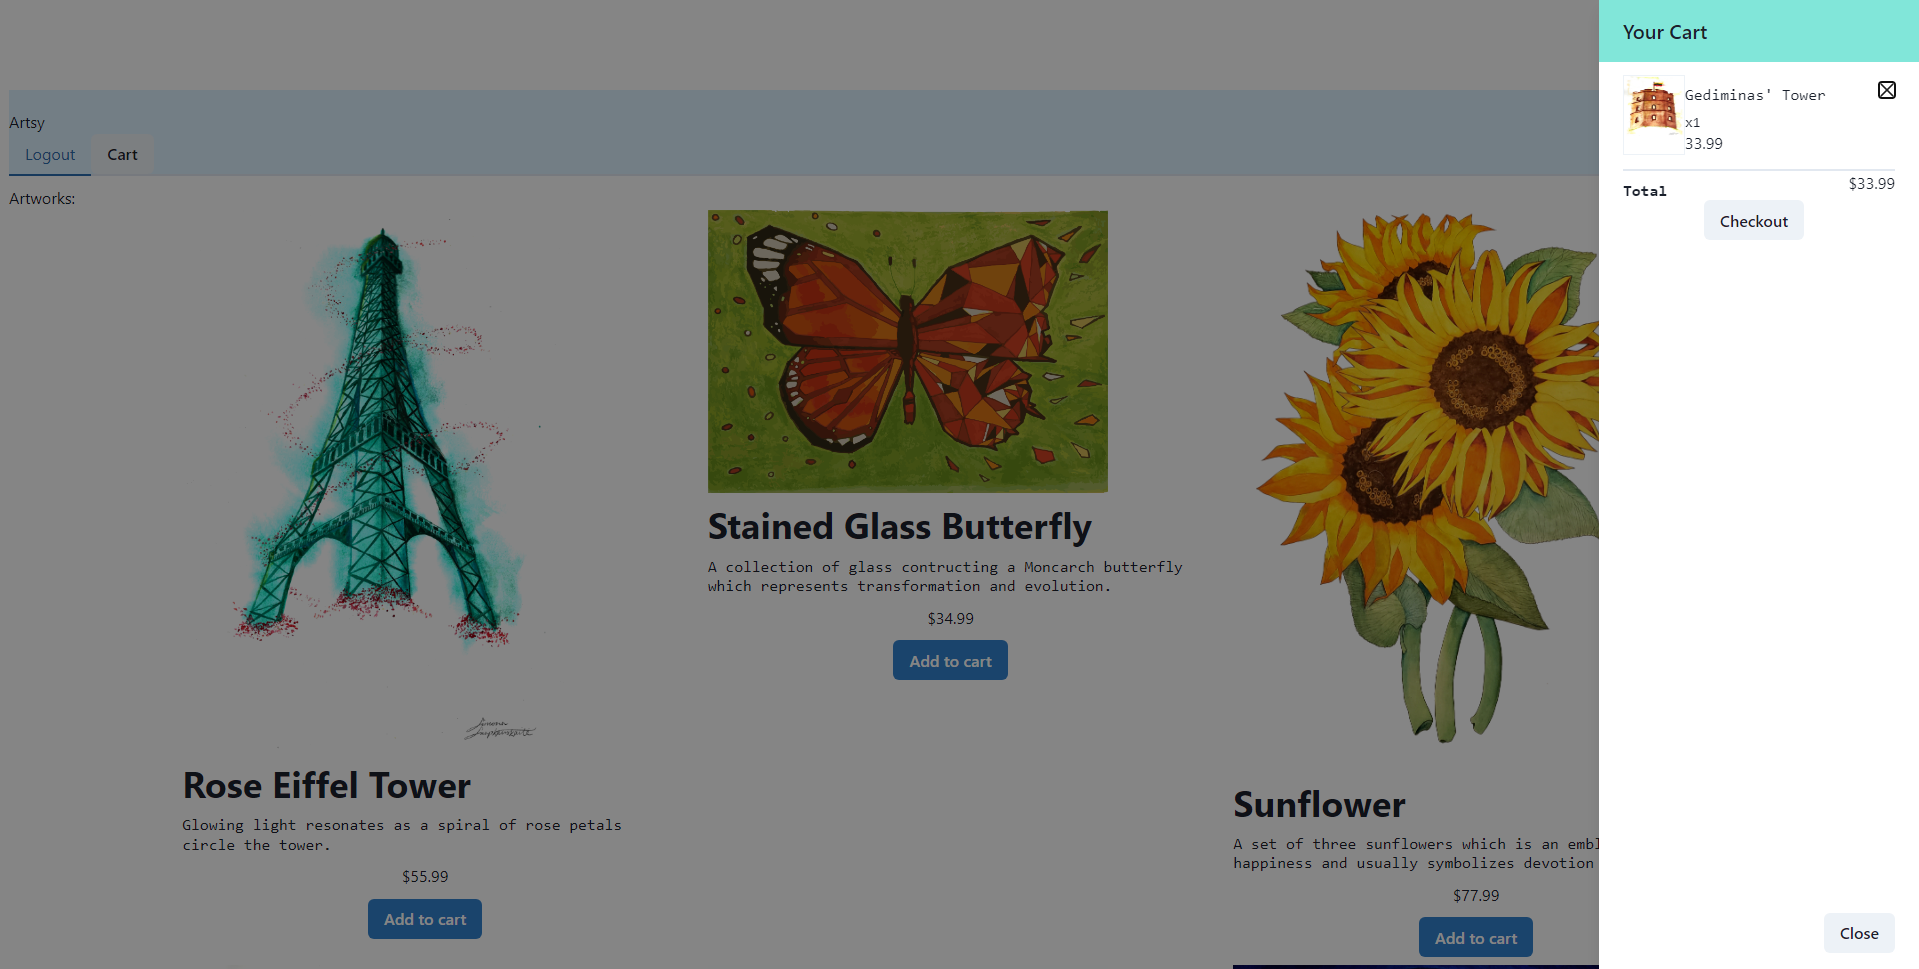 Artsy
Logout
Cart
Artworks:
Rose Eiffel Tower
Glowing light resonates as a spiral of rose petals
circle the tower.
$55.99
Add to cart
Stained Glass Butterfly
A collection of glass contructing a Moncarch butterfly
which represents transformation and evolution.
$34.99
Add to cart
Sunflower
A set of three sunflowers which is an
happiness and usually symbolizes devotion
$77.99
Add to cart
Your Cart
Gediminas' Tower
x1
33.99
Total
$33.99
Checkout
Close